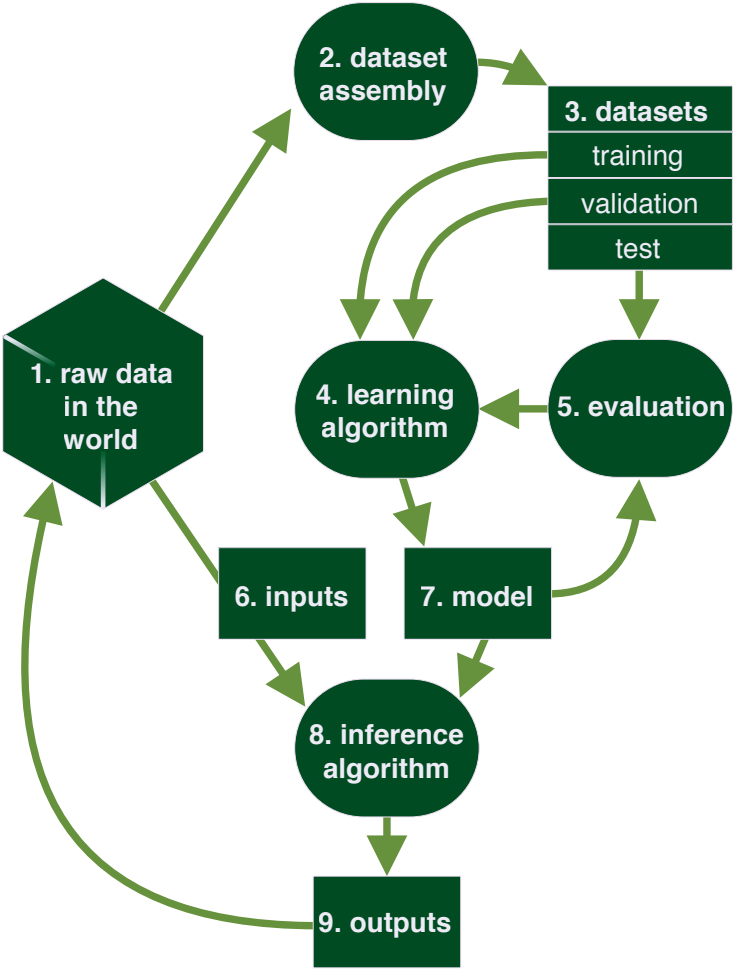 2. dataset
assembly
3. datasets
training
validation
test
1. raw data
in the
world
4. learning
algorithm
5. evaluation
6. inputs
7. model
8. inference
algorithm
9. outputs